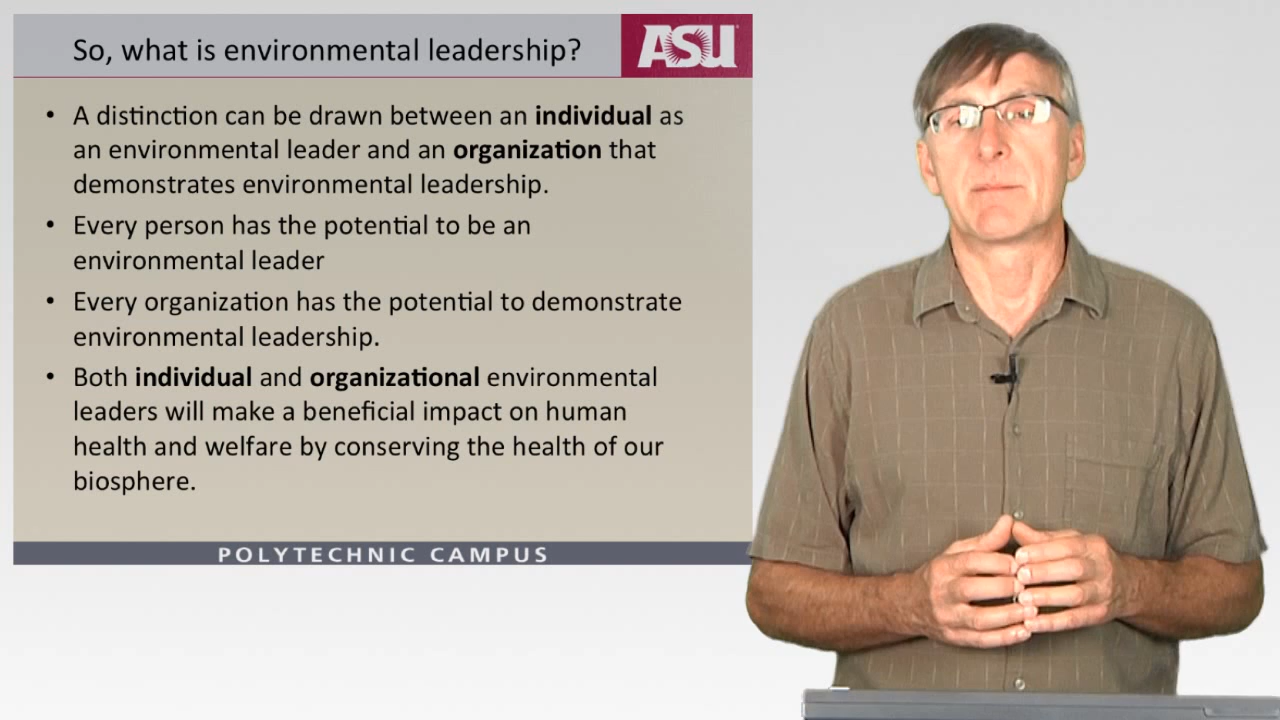 So, what is environmental leadership?
ASU
• A distinction can be drawn between an individual as
an environmental leader and an organization that
demonstrates environmental leadership.
• Every person has the potential to be an
environmental leader
• Every organization has the potential to demonstrate
environmental leadership.
• Both individual and organizational environmental
leaders will make a beneficial impact on human
health and welfare by conserving the health of our
biosphere.
POLYTECHNIC CAMPUS